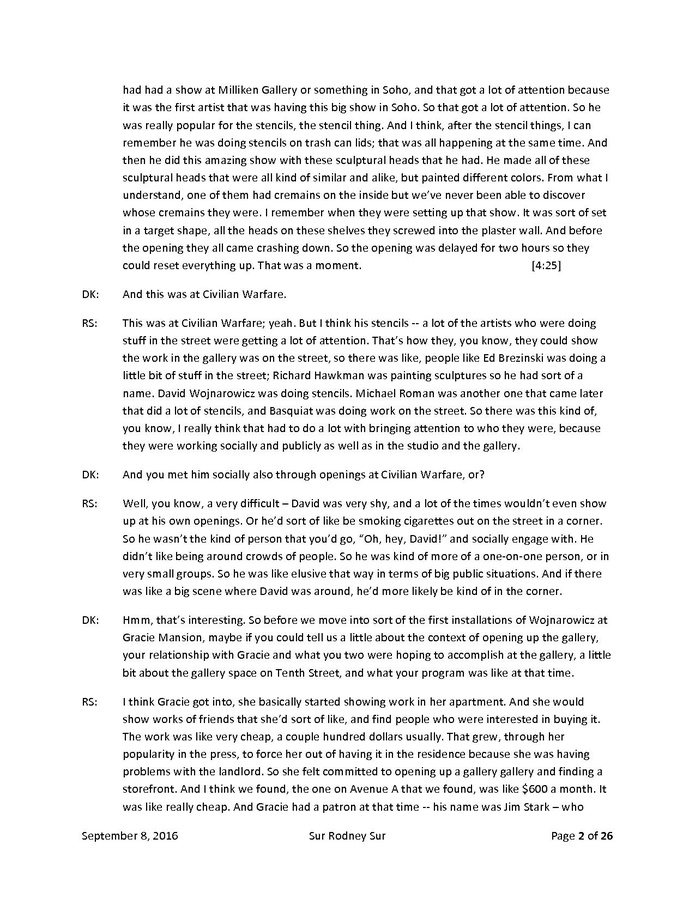 had had a show at Milliken Gallery or something in Soho, and that got a lot of attention because
it was the first artist that was having this big show in Soho. So that got a lot of attention. So he
was really popular for the stencils, the stencil thing. And I think, after the stencil things, I can
remember he was doing stencils on trash can lids; that was all happening at the same time. And
then he did this amazing show with these sculptural heads that he had. He made all of these
sculptural heads that were all kind of similar and alike, but painted different colors. From what I
understand, one of them had cremains on the inside but we've never been able to discover
whose cremains they were. I remember when they were setting up that show. It was sort of set
in a target shape, all the heads on these shelves they screwed into the plaster wall. And before
the opening they all came crashing down. So the opening was delayed for two hours so they
could reset everything up. That was a moment. [4:25]
DK: And this was at Civilian Warfare.
RS: This was at Civilian Warfare; yeah. But I think his stencils -- a lot of the artists who were doing
stuff in the street were getting a lot of attention. That's how they, you know, they could show
the work in the gallery was on the street, so there was like, people like Ed Brezinski was doing a
little bit of stuff in the street; Richard Hawkman was painting sculptures so he had sort of a
name. David Wojnarowicz was doing stencils. Michael Roman was another one that came later
that did a lot of stencils, and Basquiat was doing work on the street. So there was this kind of,
you know, I really think that had to do a lot with bringing attention to who they were, because
they were working socially and publicly as well as in the studio and the gallery.
DK: And you met him socially also through openings at Civilian Warfare, or?
RS: Well, you know, a very difficult – David was very shy, and a lot of the times wouldn't even show
up at his own openings. Or he'd sort of like be smoking cigarettes out on the street in a corner.
So he wasn't the kind of person that you'd go, "Oh, hey, David!" and socially engage with. He
didn't like being around crowds of people. So he was kind of more of a one-on-one person, or in
very small groups. So he was like elusive that way in terms of big public situations. And if there
was like a big scene where David was around, he'd more likely be kind of in the corner.
DK: Hmm, that's interesting. So before we move into sort of the first installations of Wojnarowicz at
Gracie Mansion, maybe if you could tell us a little about the context of opening up the gallery,
your relationship with Gracie and what you two were hoping to accomplish at the gallery, a little
bit about the gallery space on Tenth Street, and what your program was like at that time.
RS: I think Gracie got into, she basically started showing work in her apartment. And she would
show works of friends that she'd sort of like, and find people who were interested in buying it.
The work was like very cheap, a couple hundred dollars usually. That grew, through her
popularity in the press, to force her out of having it in the residence because she was having
problems with the landlord. So she felt committed to opening up a gallery gallery and finding a
storefront. And I think we found, the one on Avenue A that we found, was like $600 a month. It
was like really cheap. And Gracie had a patron at that time -- his name was Jim Stark – who
September 8, 2016 Sur Rodney Sur Page 2 of 26